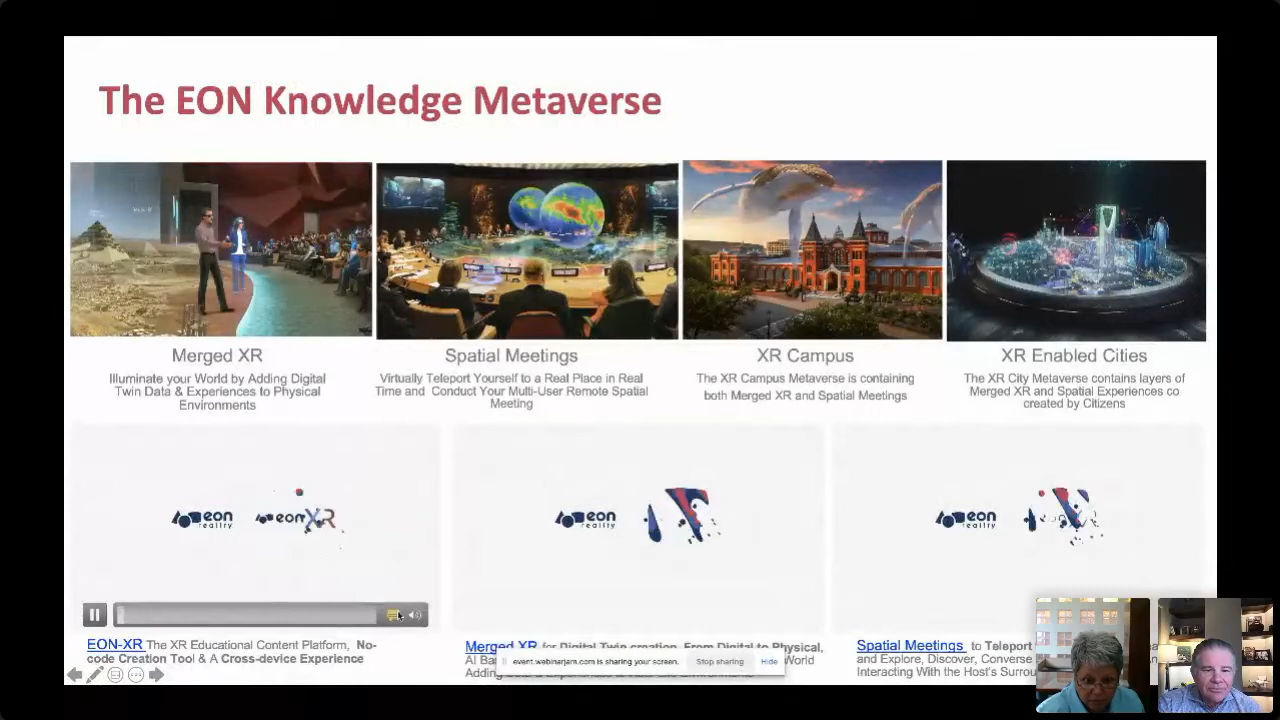 The EON Knowledge Metaverse
Merged XR
Illuminate your World by Adding Digital
Twin Data & Experiences to Physical
Environments
Spatial Meetings
Virtually Teleport Yourself to a Real Place in Real
Time and Conduct Your Multi-User Remote Spatial
Meeting
XR Campus
The XR Campus Metaverse is containing
both Merged XR and Spatial Meetings
XR Enabled Cities
The XR City Metaverse contains layers of
Merged XR and Spatial Experiences co
created by Citizens
eon
reality
eon XR
eon
reality
eon
reality
EON-XR The XR Educational Content Platform, No-
code Creation Tool & A Cross-device Experience
Merged XR for Digital Twin creation. From Digital to Physical,
AI Bas
World
Adding
event.webinarjam.com is sharing your screen.
Stop sharing
Hide
Spatial Meetings to Teleport
and Explore, Discover, Converse
Interacting With the Host's Surrou